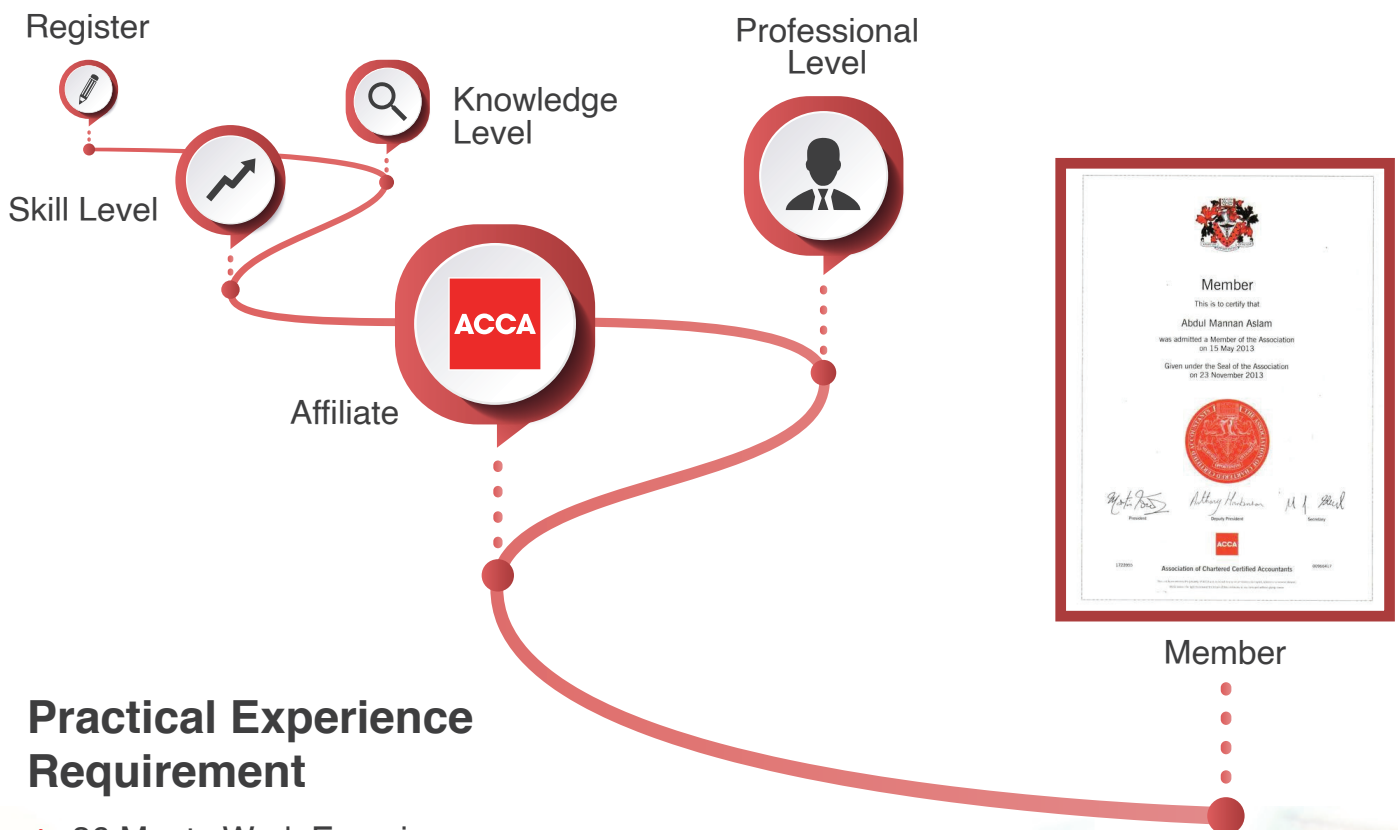 Register
Knowledge
Level
Skill Level
Professional
Level
ACCA
Affiliate
Member
This is to certify that
Abdul Mannan Aslam
was admitted a Member of the Association
on 15 May 2013
Given under the Seal of the Association
on 23 November 2013
President
Deputy President
Secretary
ACCA
Association of Chartered Certified Accountants
Member
Practical Experience
Requirement